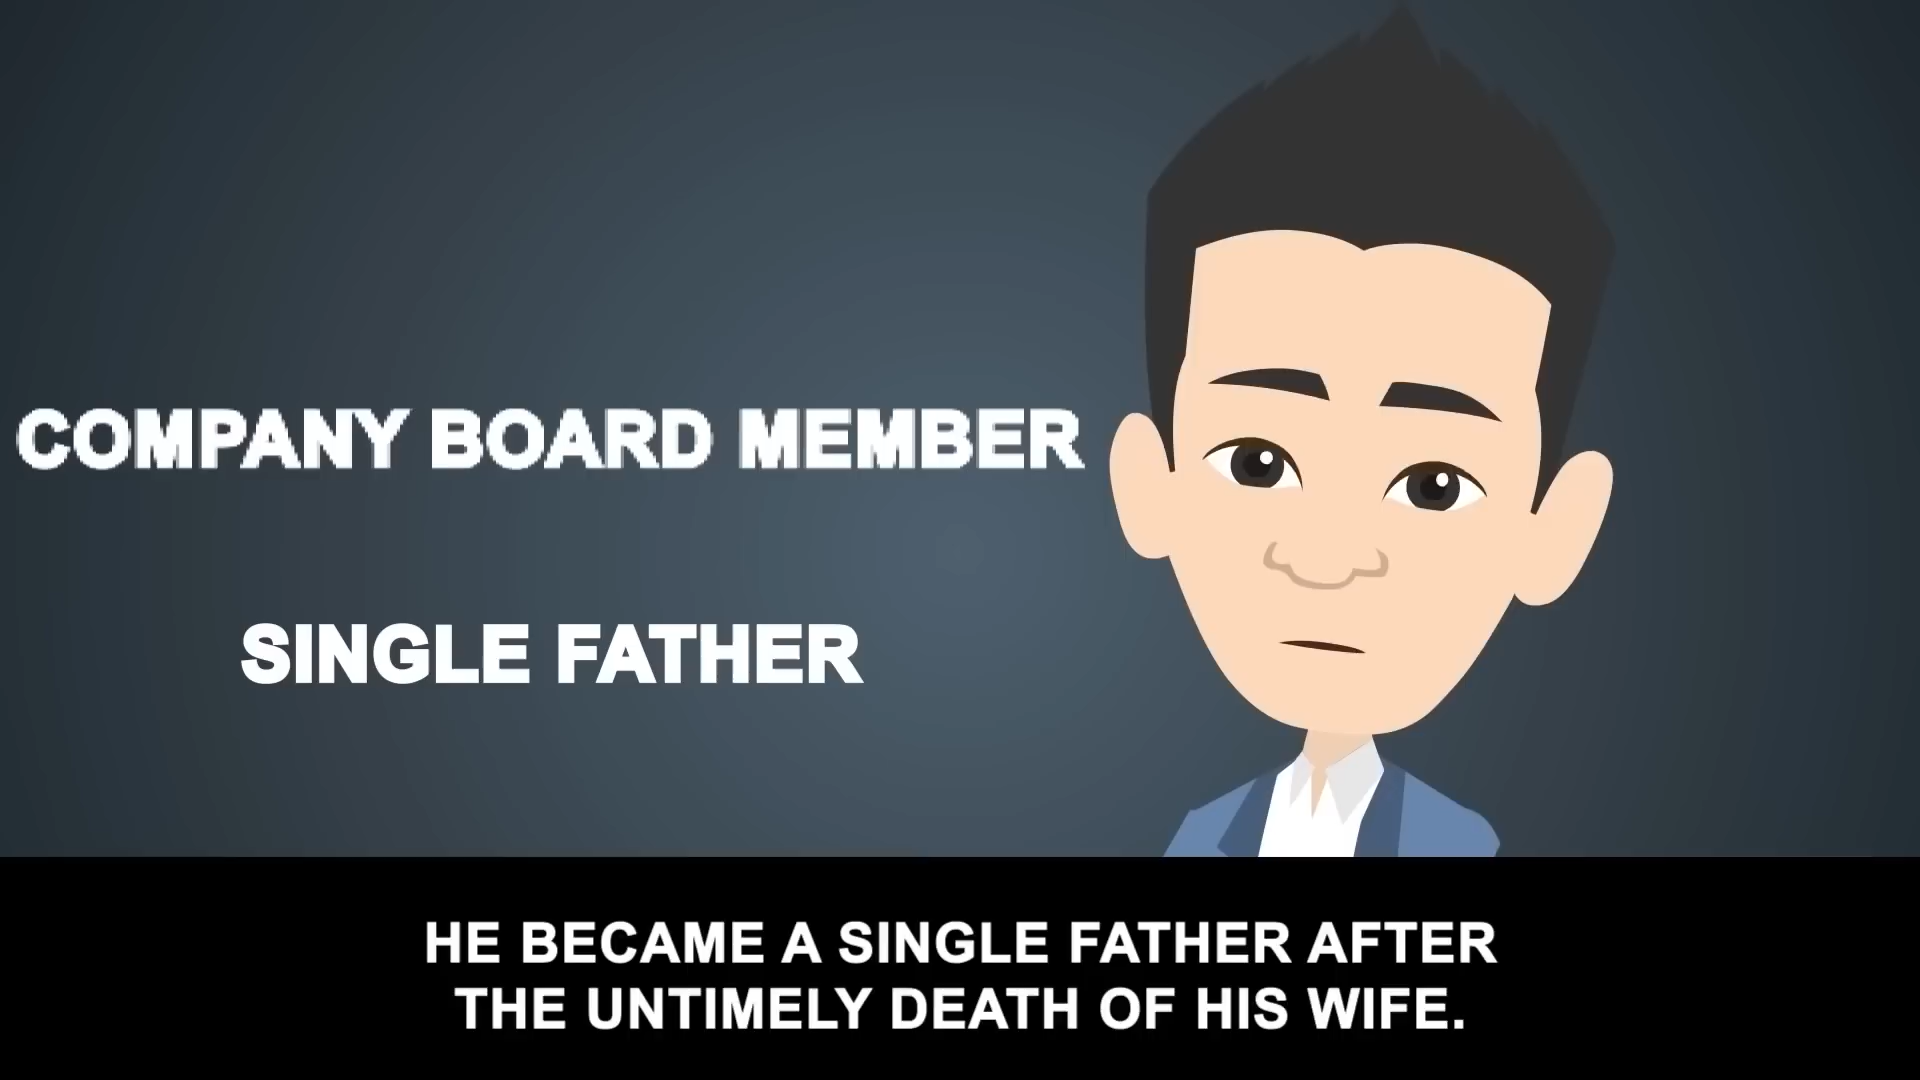 COMPANY BOARD MEMBER
SINGLE FATHER
HE BECAME A SINGLE FATHER AFTER
THE UNTIMELY DEATH OF HIS WIFE.